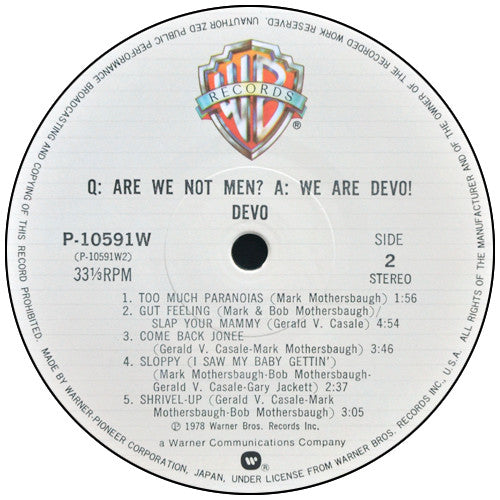 ALL RIGHTS OF THE MANUFACTURER AND OF THE OWNER OF THE RECORDED WORK RESERVED. UNAUTHORIZED PUBLIC PERFORMANCE BROADCASTING AND COPYING OF THIS RECORD PROHIBITED.
WB
RECORDS
®
Q: ARE WE NOT MEN? A: WE ARE DEVO!
DEVO
P-10591W
(P-10591W2)
33⅓RPM
SIDE
2
STEREO
1. TOO MUCH PARANOIAS (Mark Mothersbaugh) 1:56
2. GUT FEELING (Mark & Bob Mothersbaugh)/
SLAP YOUR MAMMY (Gerald V. Casale) 4:54
3. COME BACK JONEE
(Gerald V. Casale-Mark Mothersbaugh) 3:46
4. SLOPPY (I SAW MY BABY GETTIN')
(Mark Mothersbaugh-Bob Mothersbaugh-
Gerald V. Casale-Gary Jackett) 2:37
5. SHRIVEL-UP (Gerald V. Casale-Mark
Mothersbaugh-Bob Mothersbaugh) 3:05
℗ 1978 Warner Bros. Records Inc.
a Warner Communications Company
®
MADE BY WARNER-PIONEER CORPORATION, JAPAN, UNDER LICENSE FROM WARNER BROS. RECORDS INC., U.S.A.